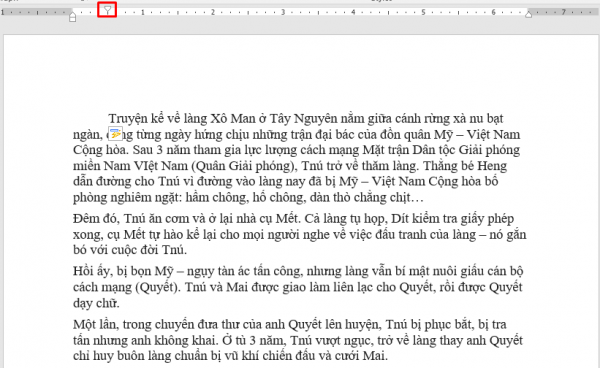 1 1 2 3 4 5 6 7
Truyện kể về làng Xô Man ở Tây Nguyên nằm giữa cánh rừng xà nu bạt
ngàn, từng ngày hứng chịu những trận đại bác của đồn quân Mỹ – Việt Nam
Cộng hòa. Sau 3 năm tham gia lực lượng cách mạng Mặt trận Dân tộc Giải phóng
miền Nam VIệt Nam (Quân Giải phóng), Tnú trở về thăm làng. Thằng bé Heng
dẫn đường cho Tnú vì đường vào làng nay đã bị Mỹ – Việt Nam Cộng hòa bố
phòng nghiêm ngặt: hầm chông, hố chông, dàn thò chằng chịt…
Đêm đó, Tnú ăn cơm và ở lại nhà cụ Mết. Cả làng tụ họp, Dít kiểm tra giấy phép
xong, cụ Mết tự hào kể lại cho mọi người nghe về việc đấu tranh của làng – nó gắn
bó với cuộc đời Tnú.
Hồi ấy, bị bọn Mỹ – ngụy tàn ác tấn công, nhưng làng vẫn bí mật nuôi giấu cán bộ
cách mạng (Quyết). Tnú và Mai được giao làm liên lạc cho Quyết, rồi được Quyết
dạy chữ.
Một lần, trong chuyến đưa thư của anh Quyết lên huyện, Tnú bị phục bắt, bị tra
tấn nhưng anh không khai. Ở tù 3 năm, Tnú vượt ngục, trở về làng thay anh Quyết
chỉ huy buôn làng chuẩn bị vũ khí chiến đấu và cưới Mai.